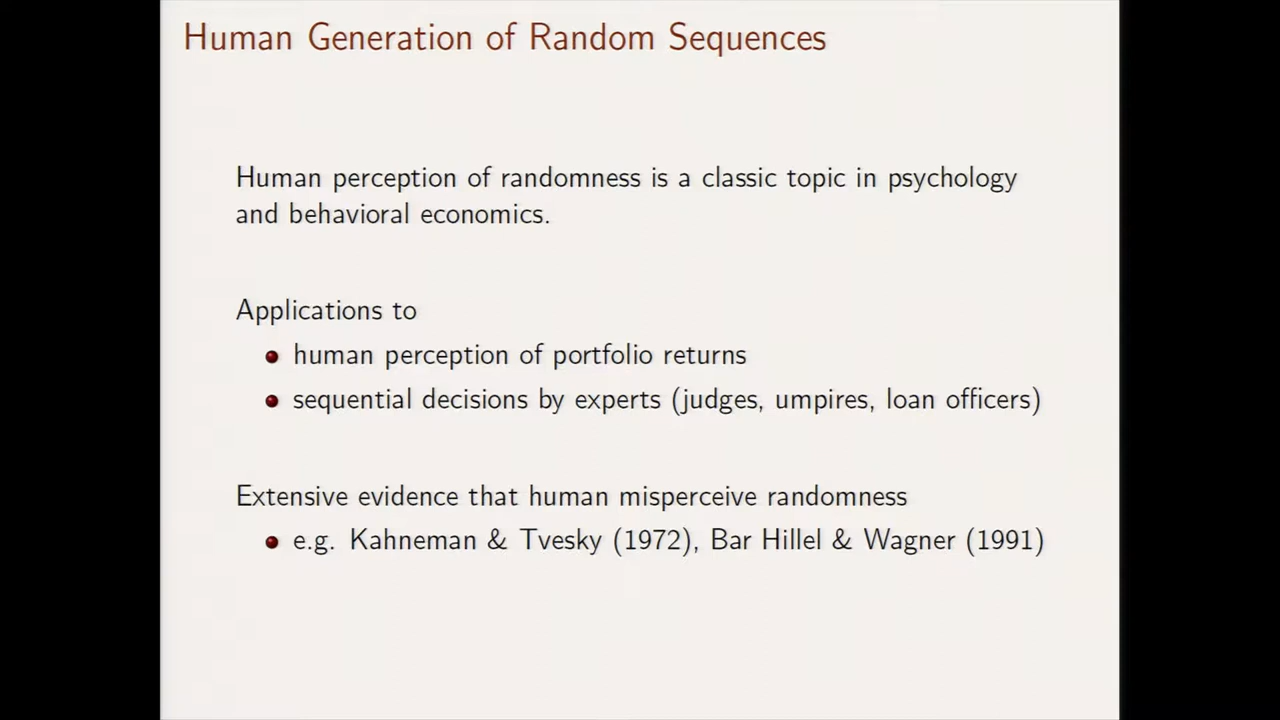 Human Generation of Random Sequences
Human perception of randomness is a classic topic in psychology
and behavioral economics.
Applications to
human perception of portfolio returns
sequential decisions by experts (judges, umpires, loan officers)
Extensive evidence that human misperceive randomness
e.g. Kahneman & Tvesky (1972), Bar Hillel & Wagner (1991)